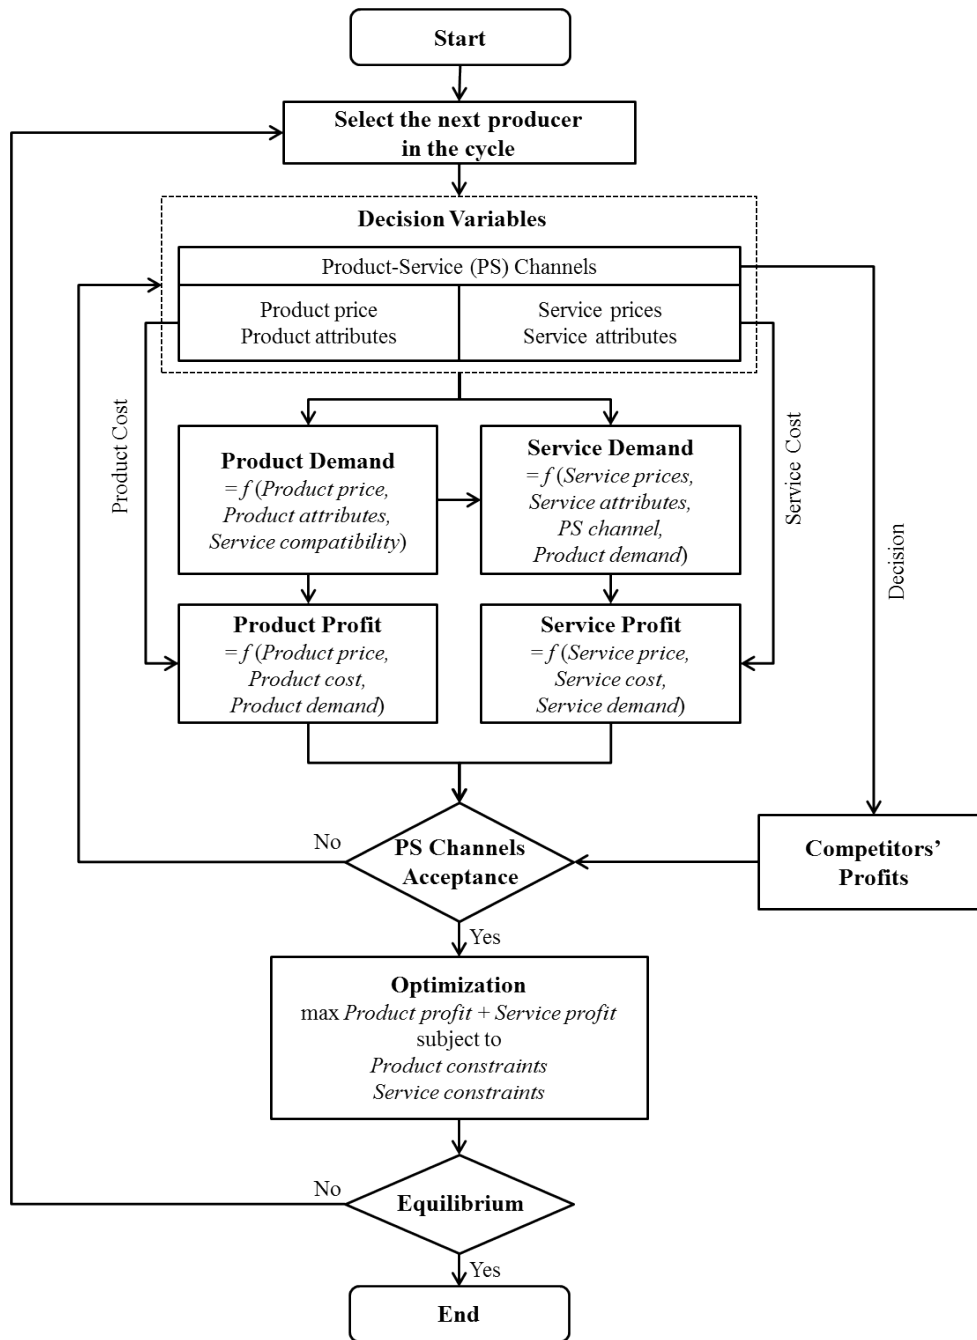 Start
Select the next producer
in the cycle
Decision Variables
Product-Service (PS) Channels
Product price
Product attributes
Service prices
Service attributes
Product Cost
Service Cost
Decision
Product Demand
= f (Product price,
Product attributes,
Service compatibility)
Service Demand
= f (Service prices,
Service attributes,
PS channel,
Product demand)
Product Profit
= f (Product price,
Product cost,
Product demand)
Service Profit
= f (Service price,
Service cost,
Service demand)
No
PS Channels
Acceptance
Competitors’
Profits
Yes
Optimization
max Product profit + Service profit
subject to
Product constraints
Service constraints
No
Equilibrium
Yes
End